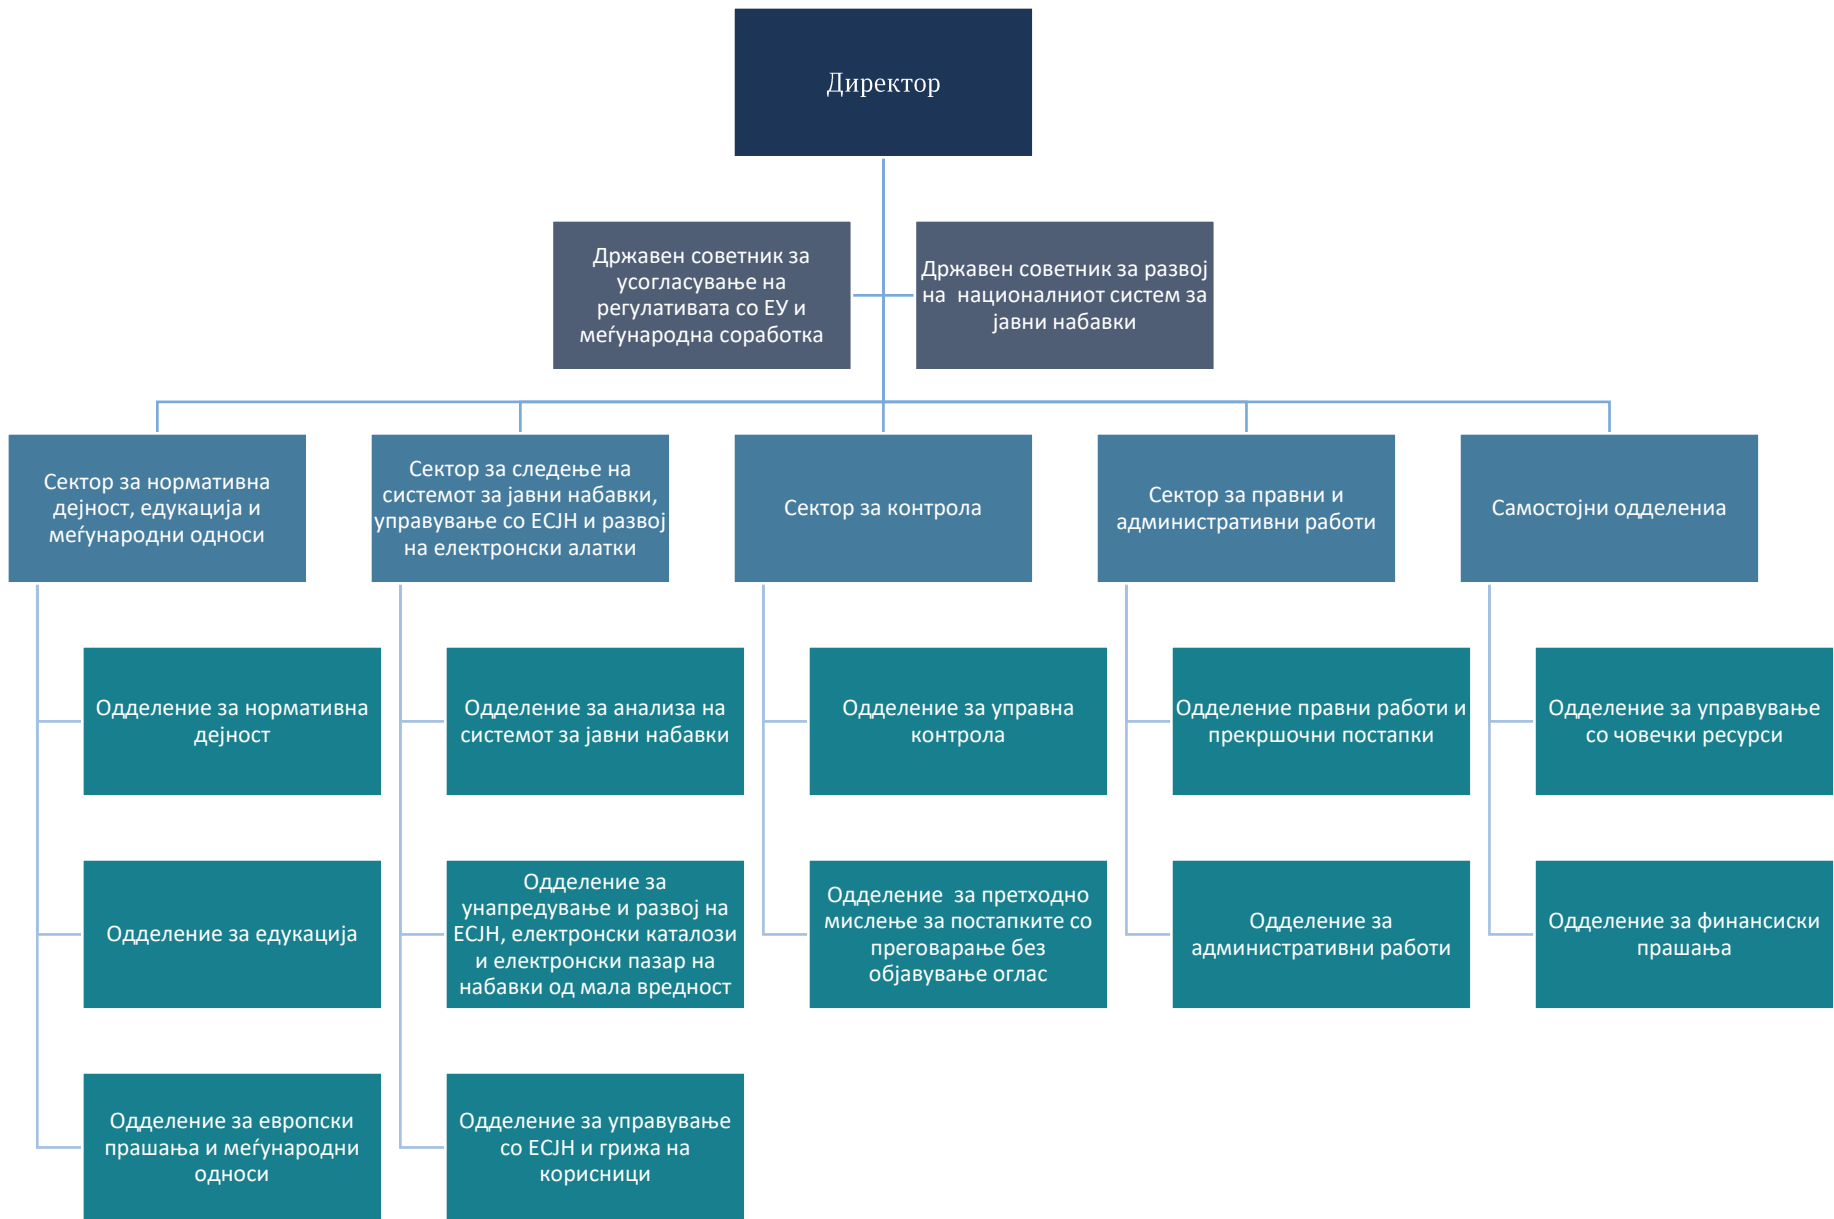 Директор
Државен советник за
усогласување на
регулативата со ЕУ и
меѓународна соработка
Државен советник за развој
на  националниот систем за
јавни набавки
Сектор за нормативна
дејност, едукација и
меѓународни односи
Сектор за следење на
системот за јавни набавки,
управување со ЕСЈН и развој
на електронски алатки
Сектор за контрола
Сектор за правни и
административни работи
Самостојни одделенија
Одделение за нормативна
дејност
Одделение за анализа на
системот за јавни набавки
Одделение за управна
контрола
Одделение правни работи и
прекршочни постапки
Одделение за управување
со човечки ресурси
Одделение за едукација
Одделение за
унапредување и развој на
ЕСЈН, електронски каталози
и електронски пазар на
набавки од мала вредност
Одделение  за претходно
мислење за постапките со
преговарање без
објавување оглас
Одделение за
административни работи
Одделение за финансиски
прашања
Одделение за европски
прашања и меѓународни
односи
Одделение за управување
со ЕСЈН и грижа на
корисници